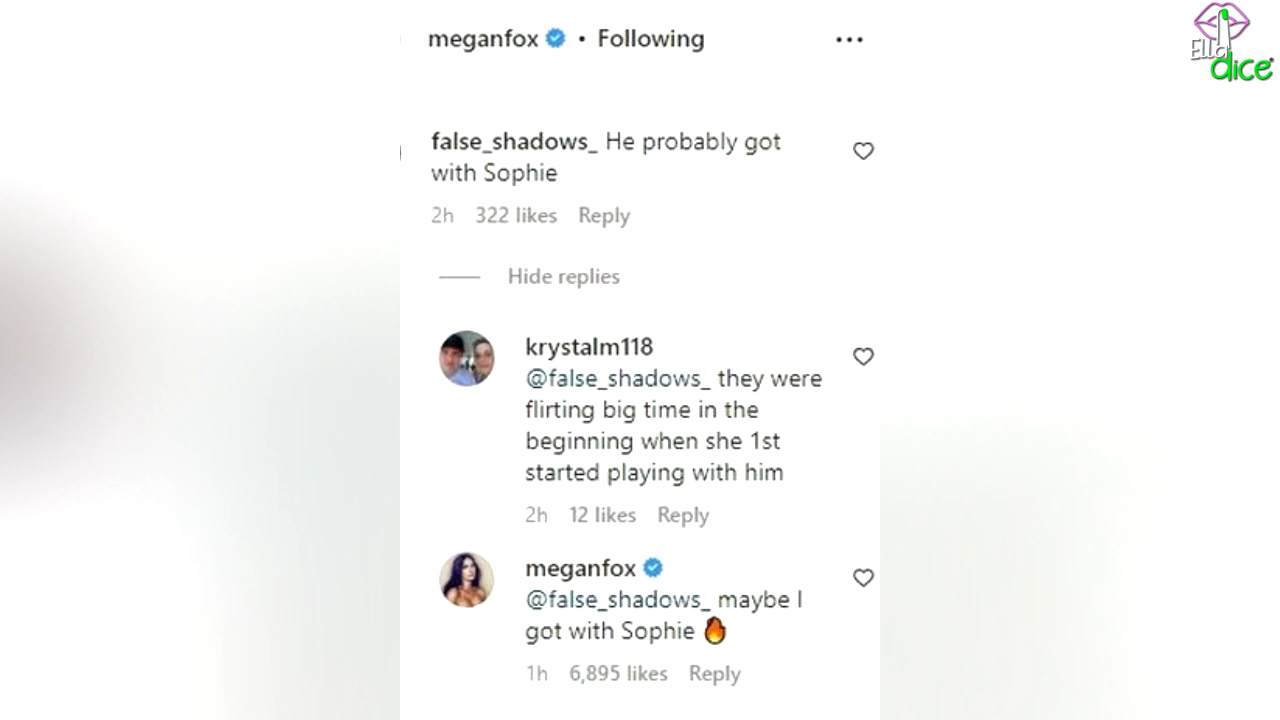 meganfox • Following
Ella
dice
false_shadows_ He probably got
with Sophie
2h 322 likes Reply
Hide replies
krystalm118
@false_shadows_ they were
flirting big time in the
beginning when she 1st
started playing with him
2h 12 likes Reply
meganfox
@false_shadows_ maybe I
got with Sophie 🔥
1h 6,895 likes Reply